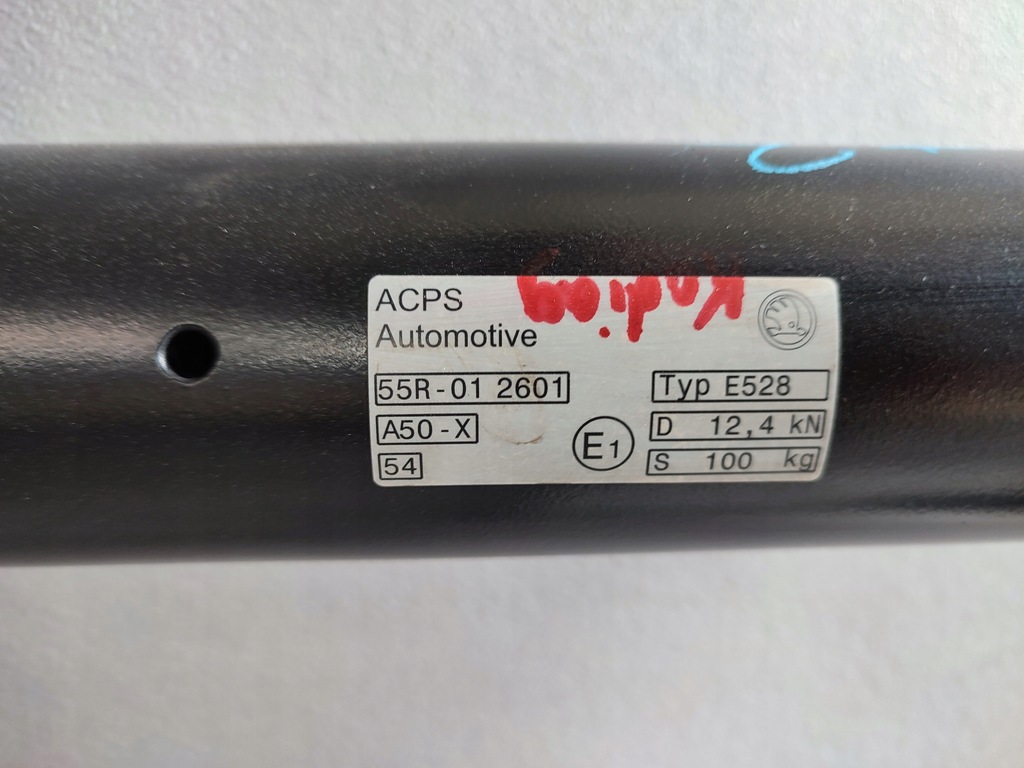 ACPS
Automotive
Kodiaq
55R-01 2601
Typ E528
A50-X
E1
D 12,4 kN
54
S 100 kg